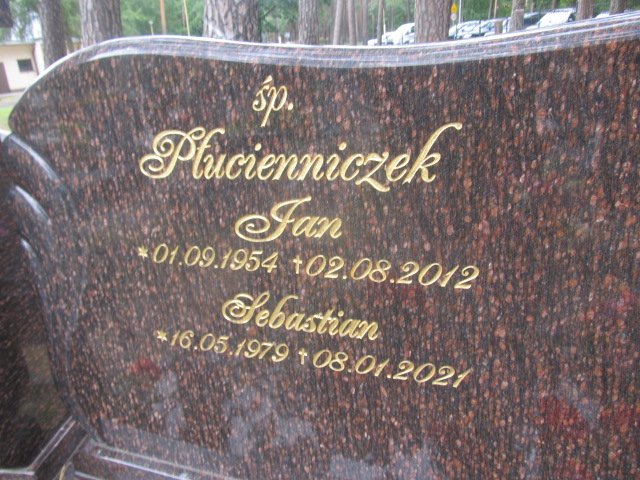 śp.
Płucienniczek
Jan
*01.09.1954 †02.08.2012
Sebastian
*16.05.1979 †08.01.2021